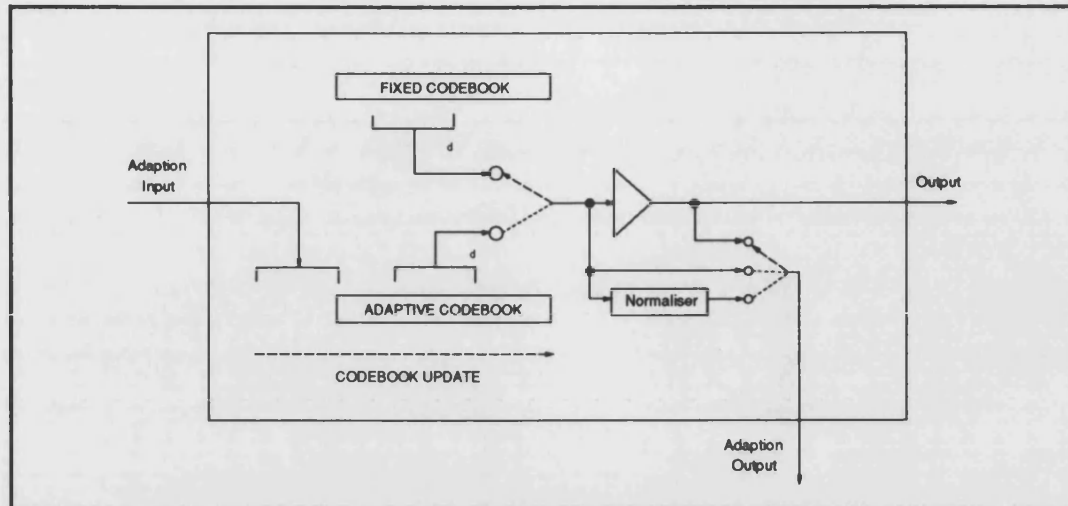 FIXED CODEBOOK
d
Adaption
Input
Output
d
ADAPTIVE CODEBOOK
Normaliser
CODEBOOK UPDATE
Adaption
Output